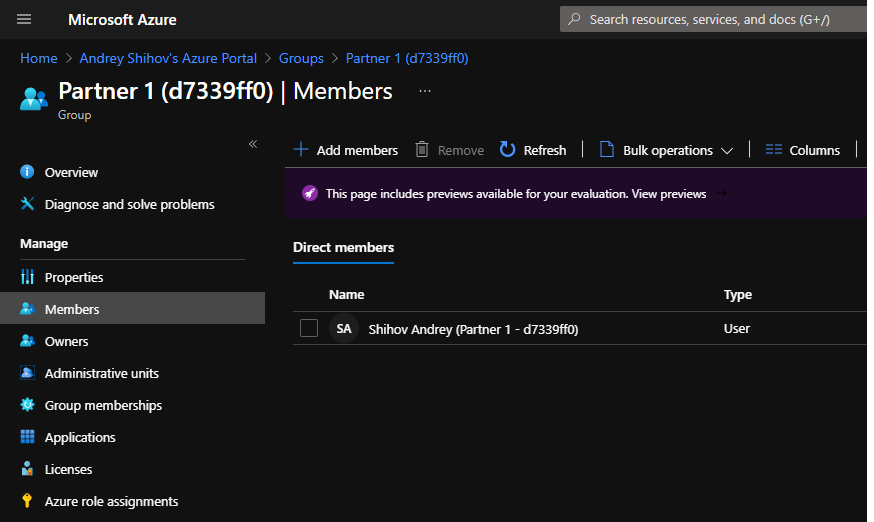 Microsoft Azure
Search resources, services, and docs (G+/)
Home > Andrey Shihov's Azure Portal > Groups > Partner 1 (d7339ff0)
Partner 1 (d7339ff0) | Members ...
Group
«
Overview
Diagnose and solve problems
Manage
Properties
Members
Owners
Administrative units
Group memberships
Applications
Licenses
Azure role assignments
Add members Remove Refresh | Bulk operations | Columns |
This page includes previews available for your evaluation. View previews →
Direct members
Name Type
SA Shihov Andrey (Partner 1 - d7339ff0) User